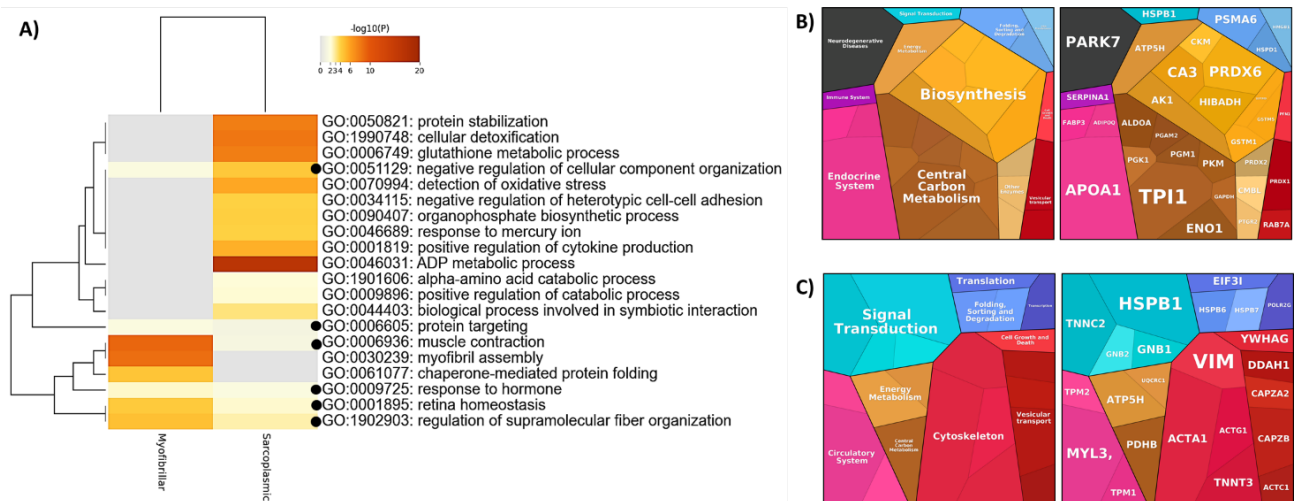 A)
-log10(P)
0 2 3 4 6 10 20
GO:0050821: protein stabilization
GO:1990748: cellular detoxification
GO:0006749: glutathione metabolic process
GO:0051129: negative regulation of cellular component organization
GO:0070994: detection of oxidative stress
GO:0034115: negative regulation of heterotypic cell-cell adhesion
GO:0090407: organophosphate biosynthetic process
GO:0046689: response to mercury ion
GO:0001819: positive regulation of cytokine production
GO:0046031: ADP metabolic process
GO:1901606: alpha-amino acid catabolic process
GO:0009896: positive regulation of catabolic process
GO:0044403: biological process involved in symbiotic interaction
GO:0006605: protein targeting
GO:0006936: muscle contraction
GO:0030239: myofibril assembly
GO:0061077: chaperone-mediated protein folding
GO:0009725: response to hormone
GO:0001895: retina homeostasis
GO:1902903: regulation of supramolecular fiber organization
Myofibrillar
Sarcoplasmic
B)
Signal Transduction
Neurodegenerative
Diseases
Energy
Metabolism
Folding,
Sorting and
Degradation
Biosynthesis
Immune System
Endocrine
System
Central
Carbon
Metabolism
Other
Enzymes
Vesicular
transport
HSPB1
PSMA6
PARK7
ATP5H
CKM
HSPD1
CA3
PRDX6
SERPINA1
AK1
HIBADH
FABP3
ADIPOQ
ALDOA
PGAM2
GSTM1
PGK1
PGM1
PKM
PRDX2
APOA1
TPI1
GAPDH
CMBL
PRDX1
ENO1
RAB7A
C)
Signal
Transduction
Translation
Folding,
Sorting and
Degradation
Transcription
Cell Growth and
Death
Energy
Metabolism
Cytoskeleton
Vesicular
transport
Circulatory
System
Central
Carbon
Metabolism
TNNC2
HSPB1
EIF3I
HSPB6
HSPB7
POLR2G
GNB2
GNB1
YWHAG
VIM
DDAH1
TPM2
UQCRC1
ATP5H
CAPZA2
MYL3,
PDHB
ACTA1
ACTG1
CAPZB
TPM1
TNNT3
ACTC1